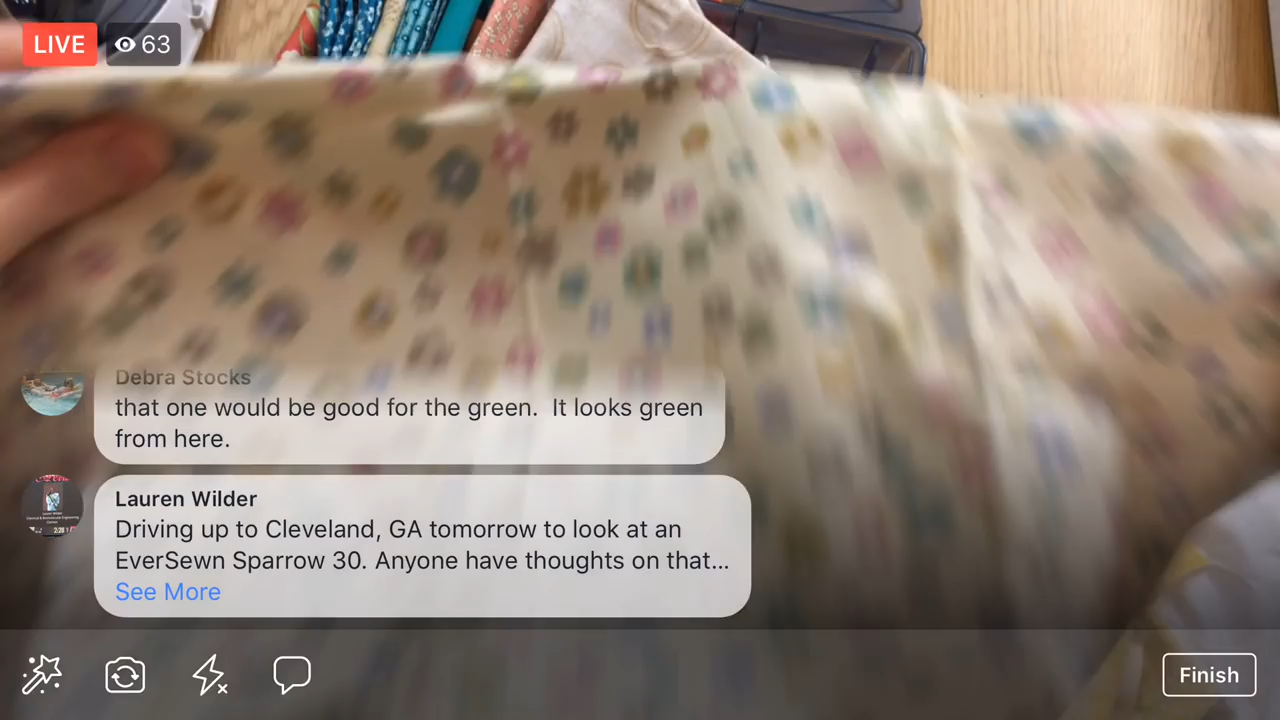 LIVE
63
Debra Stocks
that one would be good for the green.  It looks green
from here.
Lauren Wilder
Driving up to Cleveland, GA tomorrow to look at an
EverSewn Sparrow 30. Anyone have thoughts on that...
See More
Finish